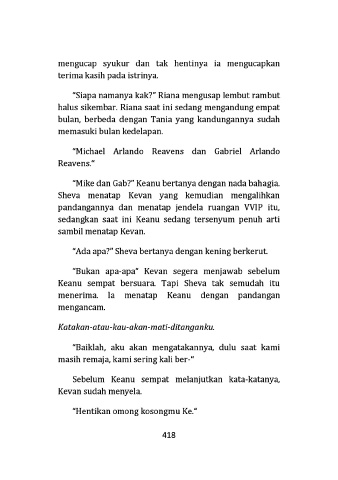 mengucap syukur dan tak hentinya ia mengucapkan
terima kasih pada istrinya.
"Siapa namanya kak?" Riana mengusap lembut rambut
halus sikembar. Riana saat ini sedang mengandung empat
bulan, berbeda dengan Tania yang kandungannya sudah
memasuki bulan kedelapan.
"Michael Arlando Reavens dan Gabriel Arlando
Reavens."
"Mike dan Gab?" Keanu bertanya dengan nada bahagia.
Sheva menatap Kevan yang kemudian mengalihkan
pandangannya dan menatap jendela ruangan VVIP itu,
sedangkan saat ini Keanu sedang tersenyum penuh arti
sambil menatap Kevan.
"Ada apa?" Sheva bertanya dengan kening berkerut.
"Bukan apa-apa" Kevan segera menjawab sebelum
Keanu sempat bersuara. Tapi Sheva tak semudah itu
menerima. Ia menatap Keanu dengan pandangan
mengancam.
Katakan-atau-kau-akan-mati-ditanganku.
"Baiklah, aku akan mengatakannya, dulu saat kami
masih remaja, kami sering kali ber-"
Sebelum Keanu sempat melanjutkan kata-katanya,
Kevan sudah menyela.
"Hentikan omong kosongmu Ke."
418